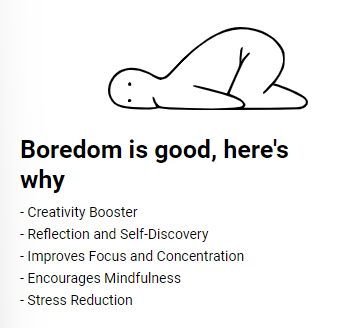 Boredom is good, here's
why
- Creativity Booster
- Reflection and Self-Discovery
- Improves Focus and Concentration
- Encourages Mindfulness
- Stress Reduction